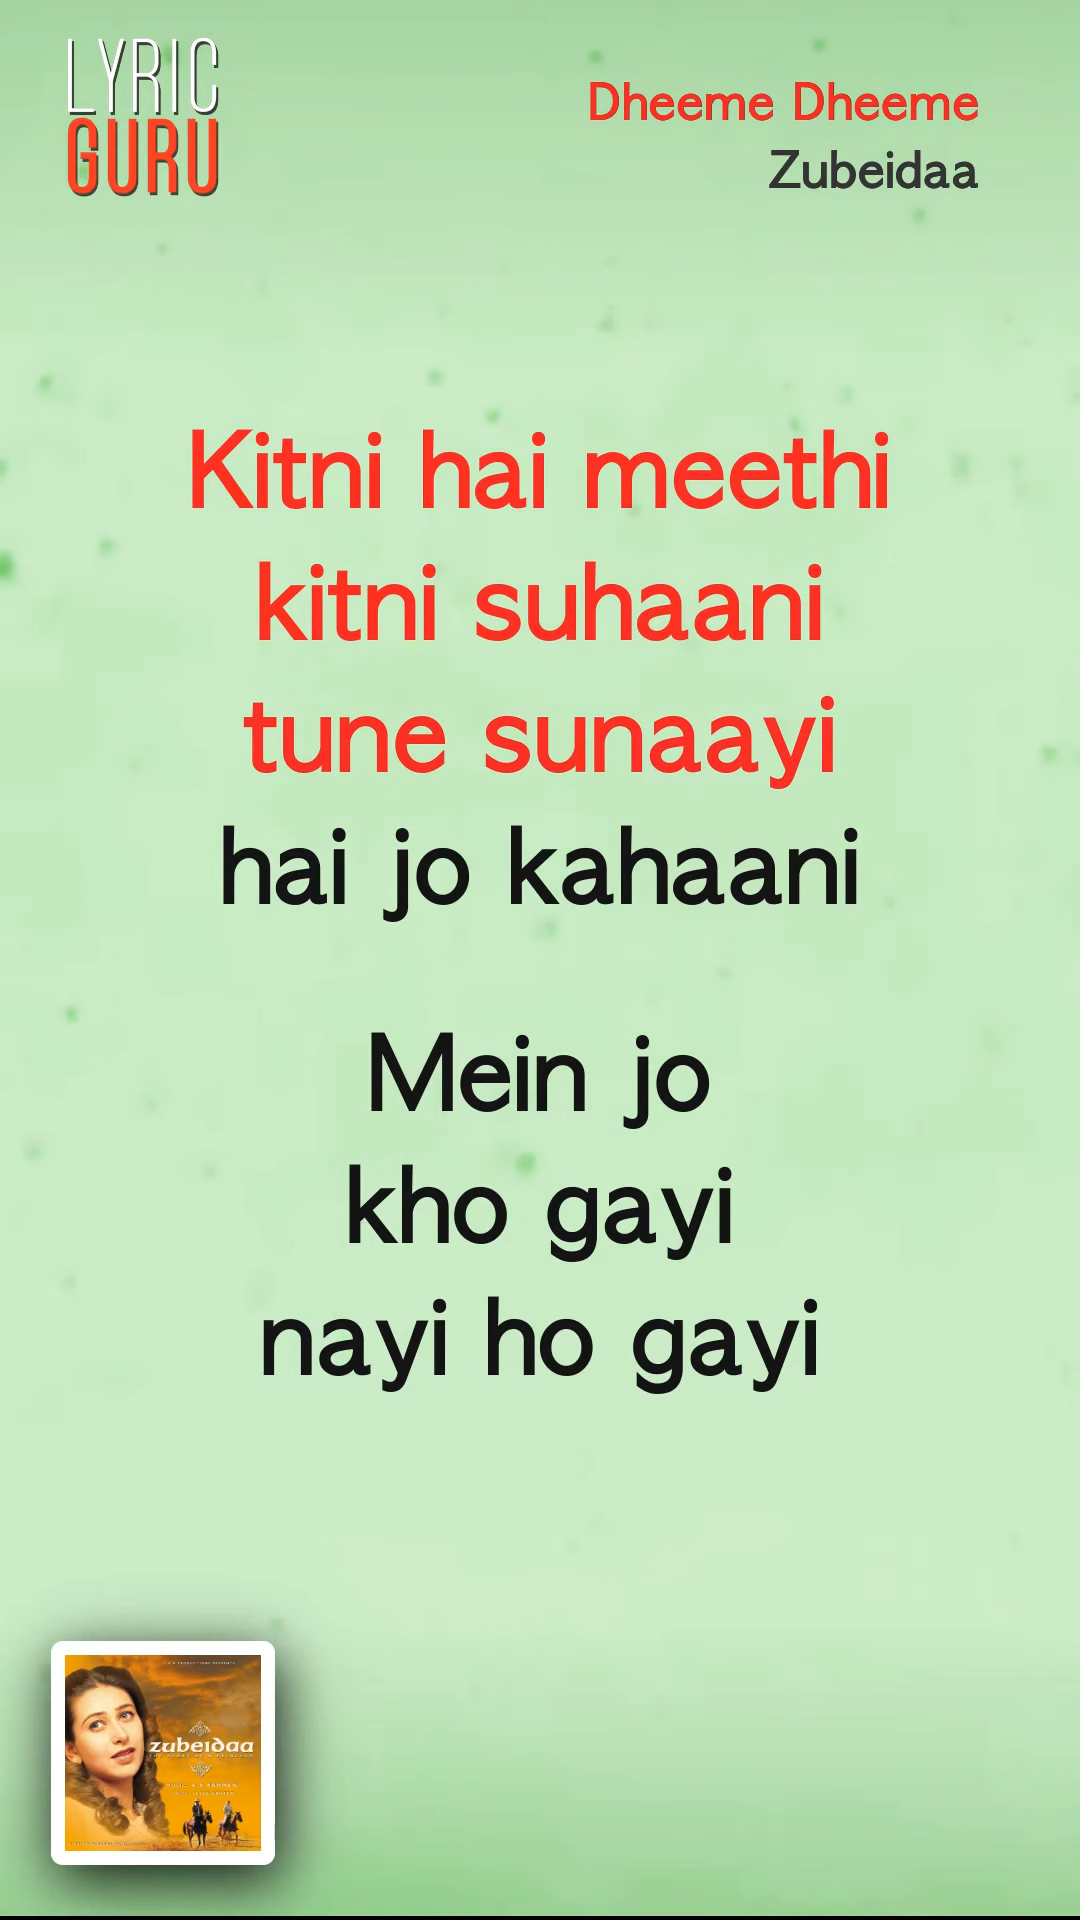 LYRIC
GURU
Dheeme Dheeme
Zubeidaa
Kitni hai meethi
kitni suhaani
tune sunaayi
hai jo kahaani
Mein jo
kho gayi
nayi ho gayi
zubeidaa